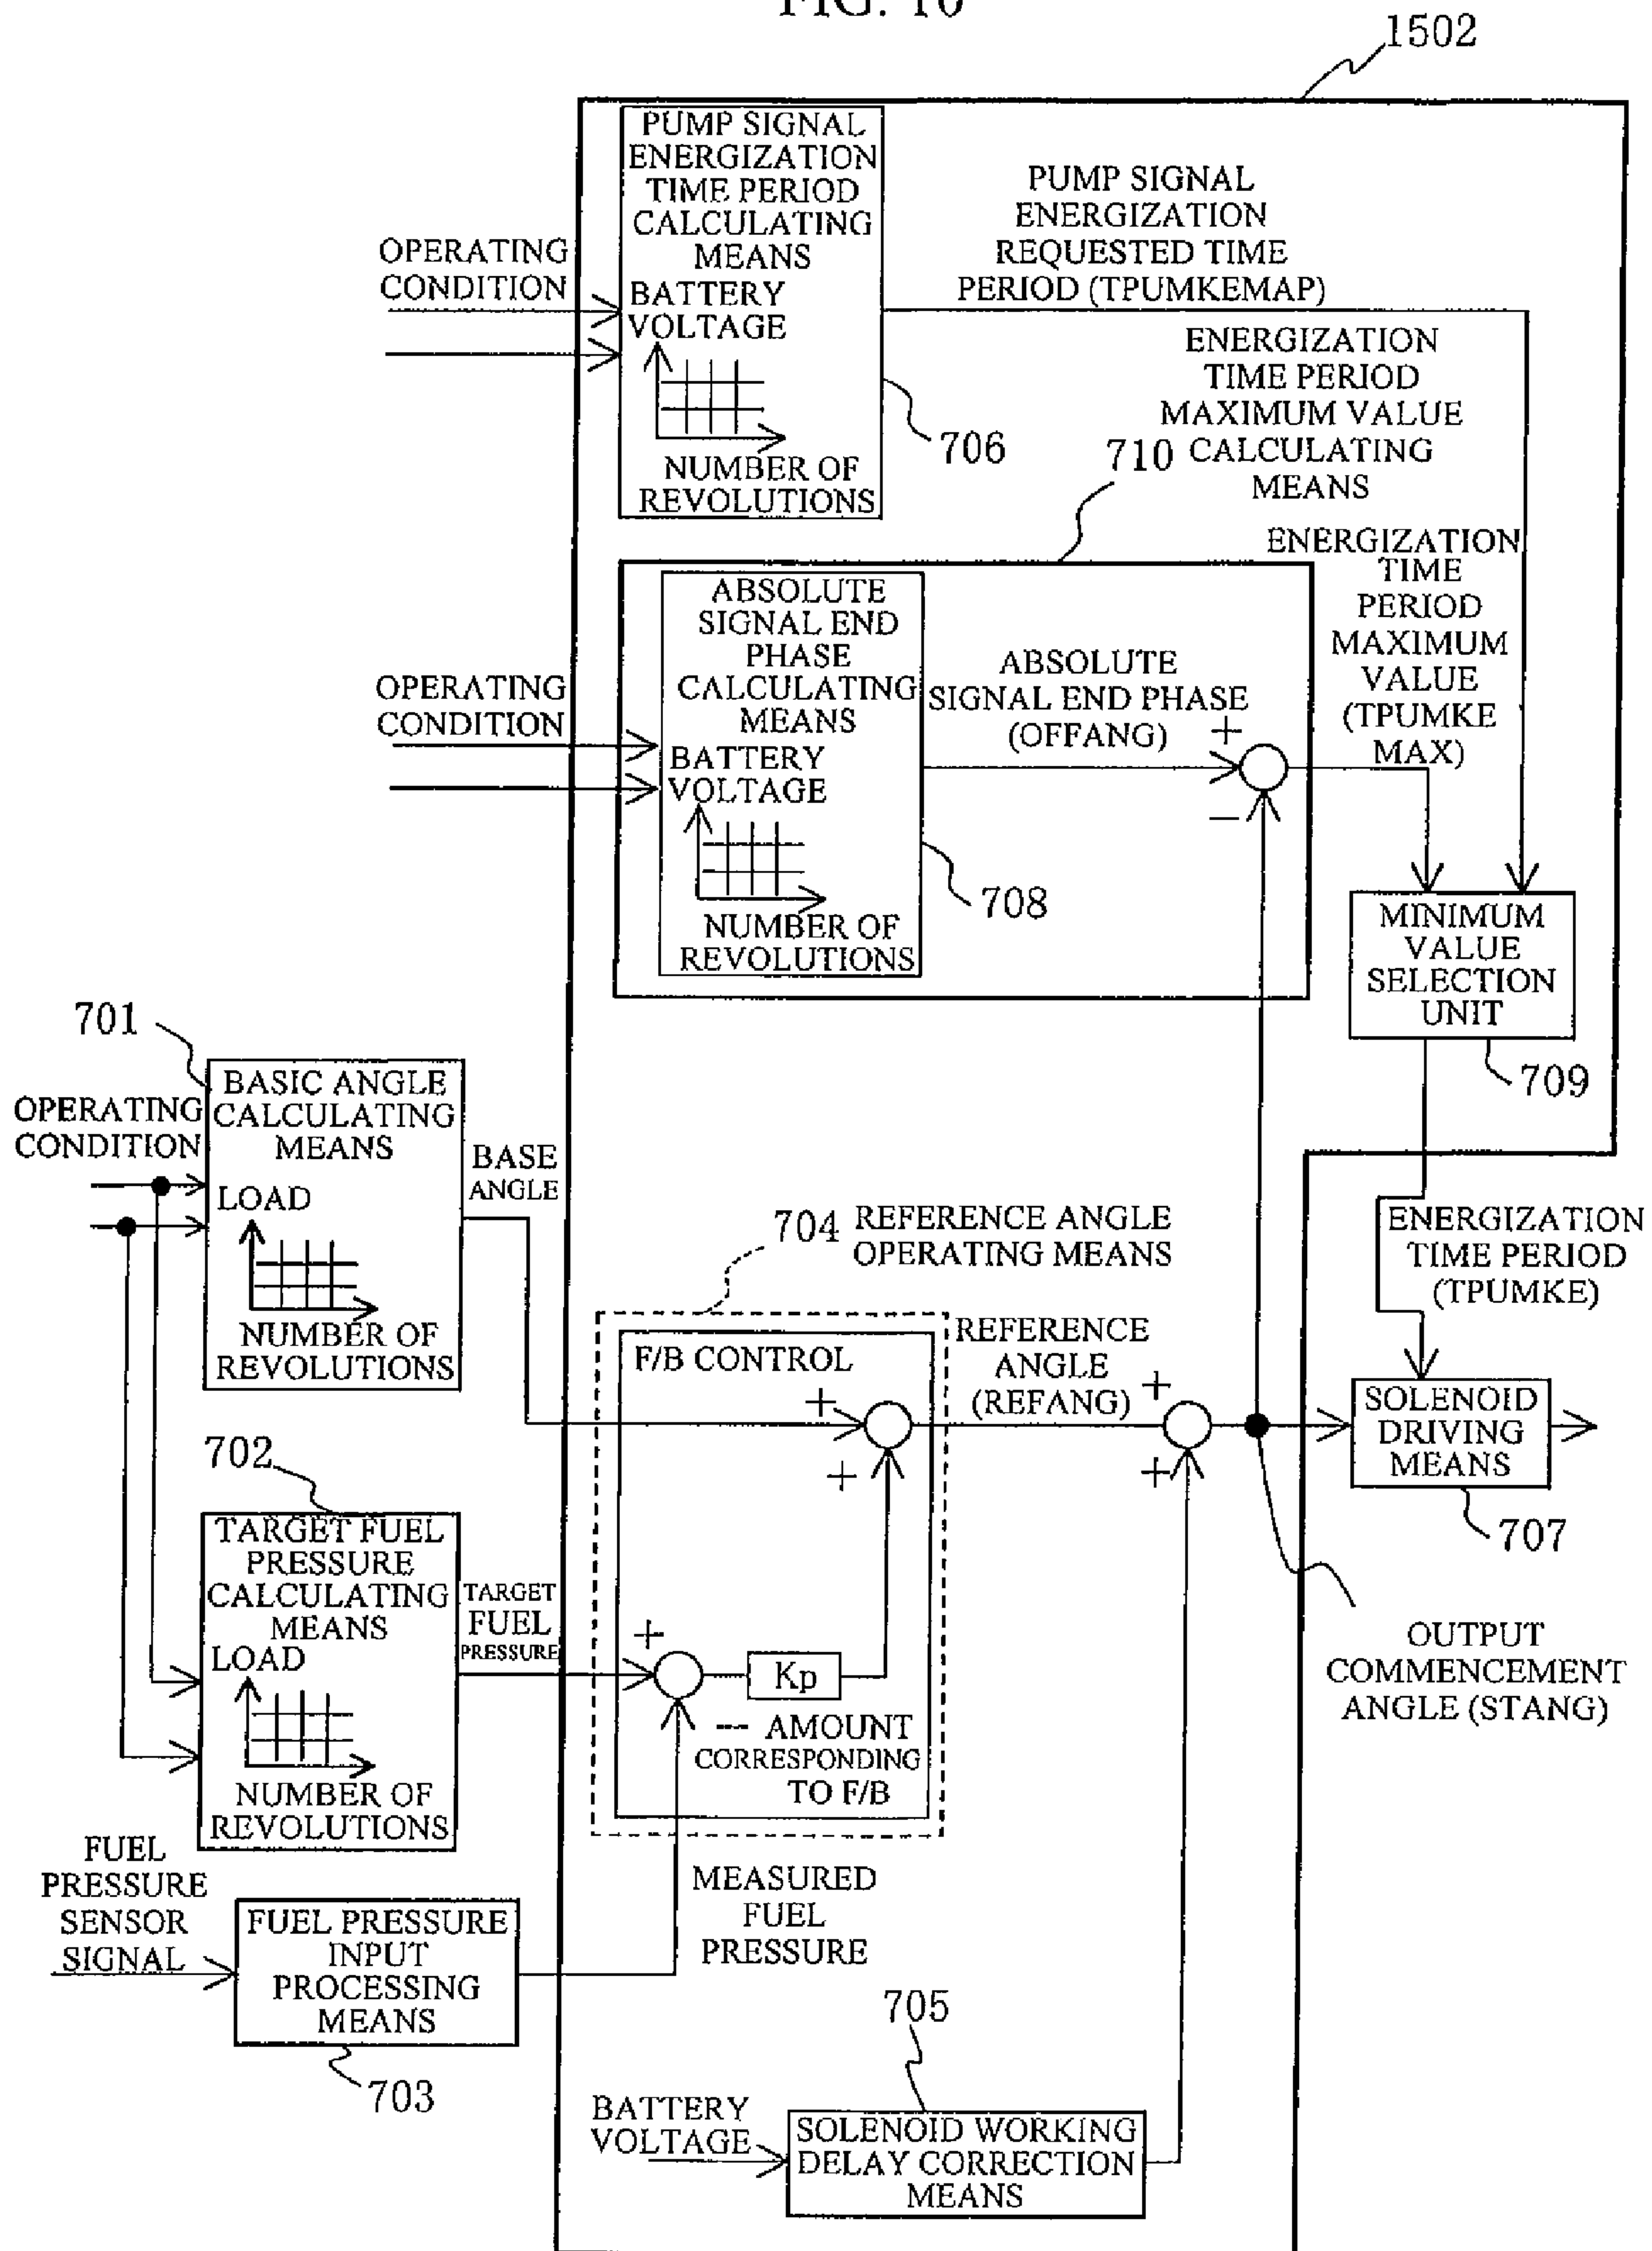 FIG. 10
1502
PUMP SIGNAL
ENERGIZATION
TIME PERIOD
CALCULATING
MEANS
BATTERY
VOLTAGE
NUMBER OF
REVOLUTIONS
OPERATING
CONDITION
706
PUMP SIGNAL
ENERGIZATION
REQUESTED TIME
PERIOD (TPUMKEMAP)
ENERGIZATION
TIME PERIOD
MAXIMUM VALUE
CALCULATING
MEANS
710
ENERGIZATION
TIME
PERIOD
MAXIMUM
VALUE
(TPUMKE
MAX)
ABSOLUTE
SIGNAL END
PHASE
CALCULATING
MEANS
BATTERY
VOLTAGE
NUMBER OF
REVOLUTIONS
OPERATING
CONDITION
708
ABSOLUTE
SIGNAL END PHASE
(OFFANG)
+
−
MINIMUM
VALUE
SELECTION
UNIT
709
701
OPERATING
CONDITION
BASIC ANGLE
CALCULATING
MEANS
LOAD
NUMBER OF
REVOLUTIONS
BASE
ANGLE
704
REFERENCE ANGLE
OPERATING MEANS
ENERGIZATION
TIME PERIOD
(TPUMKE)
F/B CONTROL
+
+
REFERENCE
ANGLE
(REFANG)
+
+
SOLENOID
DRIVING
MEANS
707
702
TARGET FUEL
PRESSURE
CALCULATING
MEANS
LOAD
NUMBER OF
REVOLUTIONS
TARGET
FUEL
PRESSURE
+
Kp
-- AMOUNT
CORRESPONDING
TO F/B
OUTPUT
COMMENCEMENT
ANGLE (STANG)
FUEL
PRESSURE
SENSOR
SIGNAL
FUEL PRESSURE
INPUT
PROCESSING
MEANS
703
MEASURED
FUEL
PRESSURE
705
BATTERY
VOLTAGE
SOLENOID WORKING
DELAY CORRECTION
MEANS